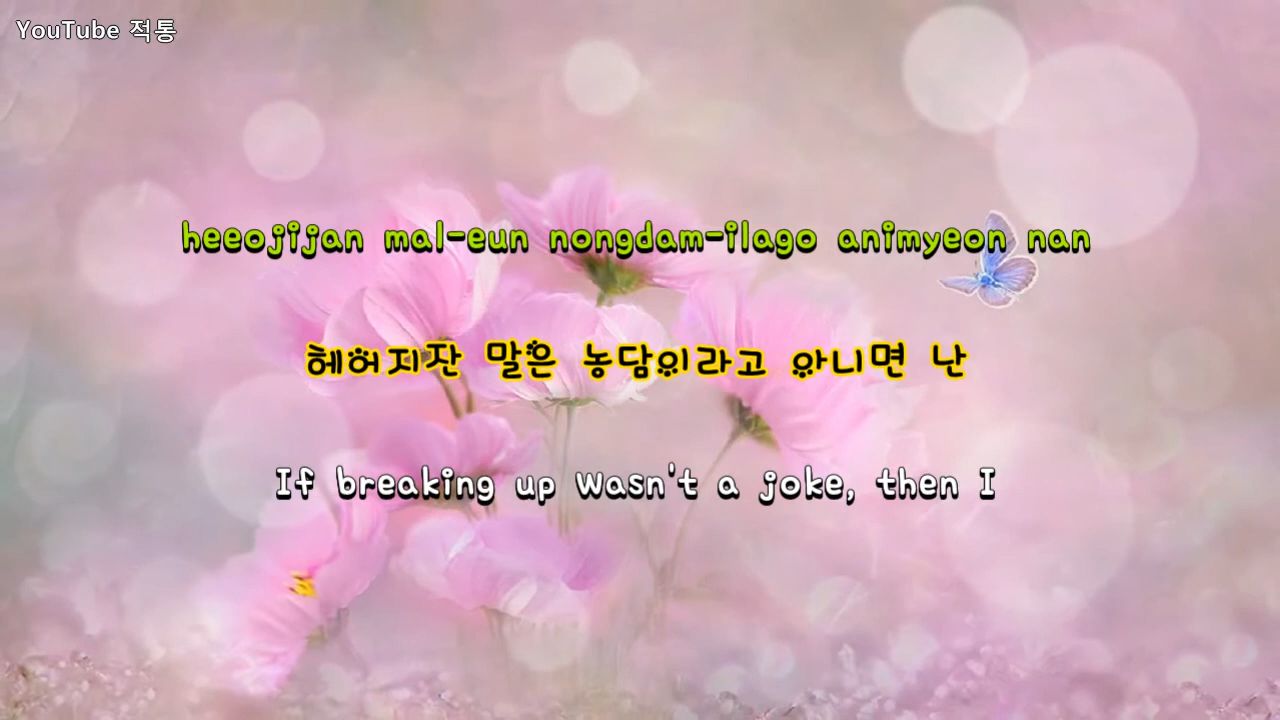 YouTube 적통
heeojijan mal-eun nongdam-ilago animyeon nan
헤어지잔 말은 농담이라고 아니면 난
If breaking up wasn't a joke, then I